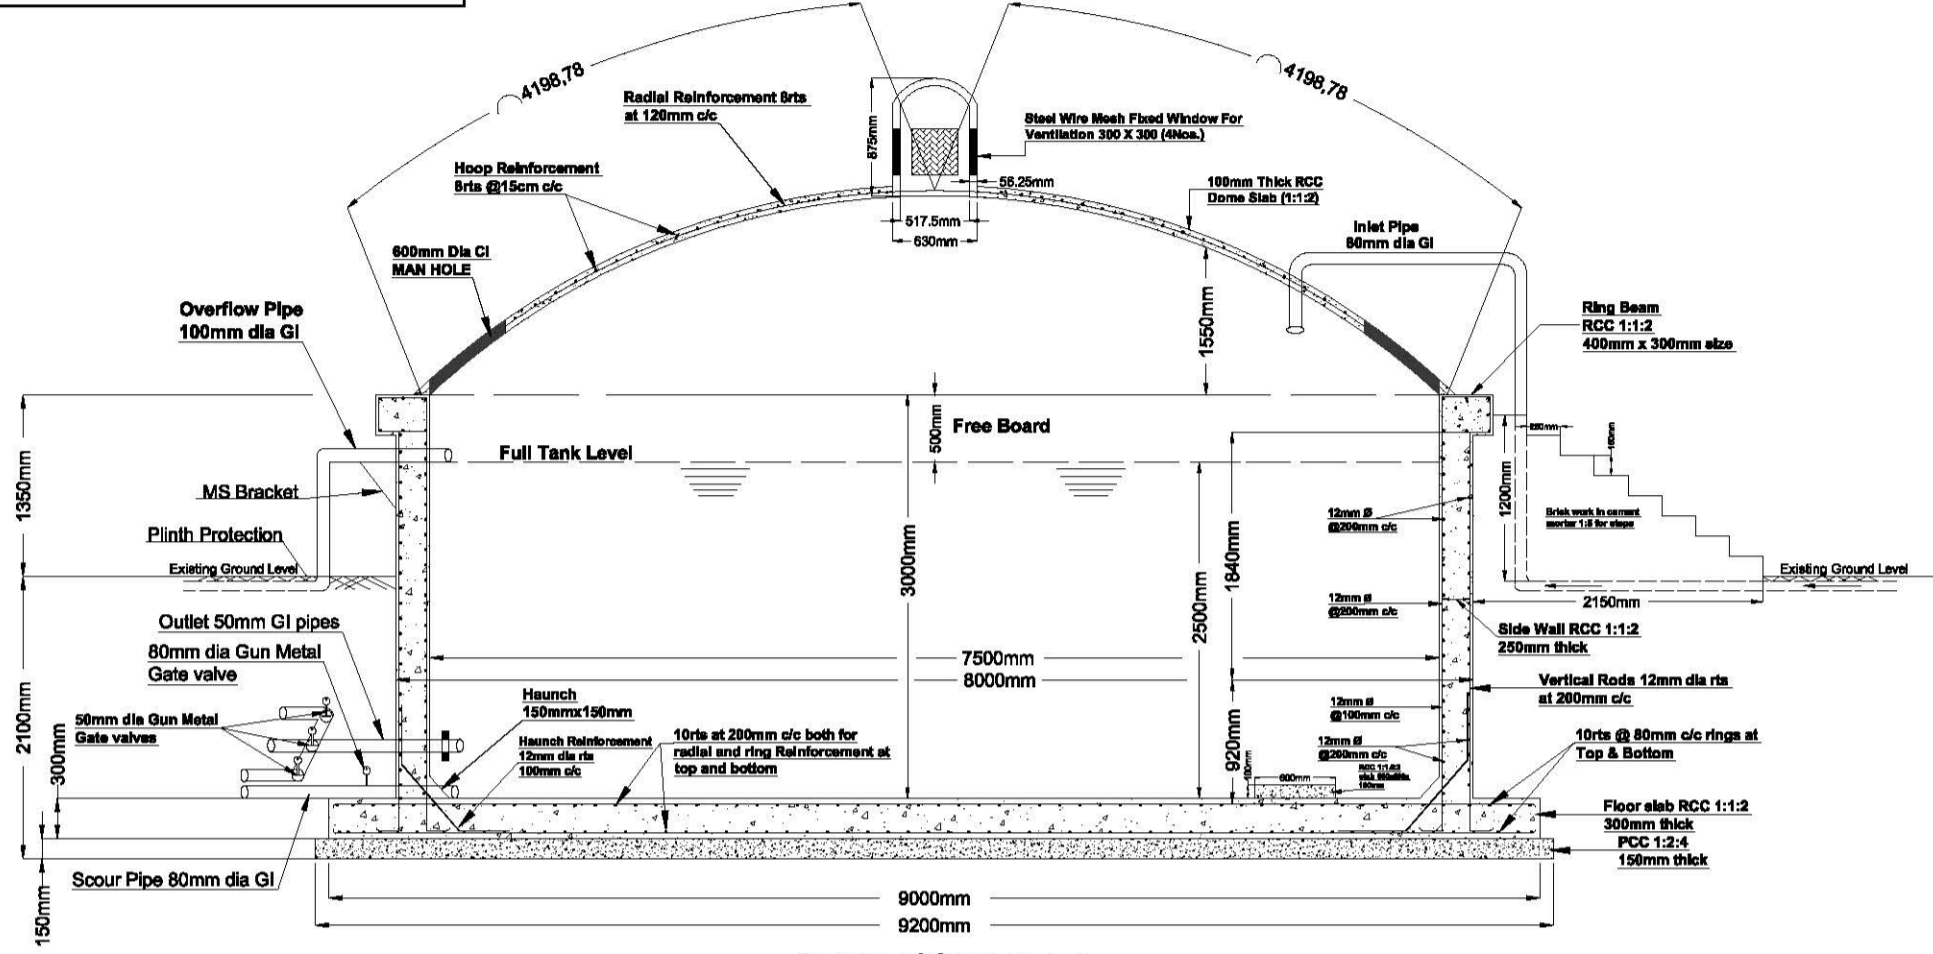 4198,78
4198,78
Radial Reinforcement 8rts
at 120mm c/c
875mm
Steel Wire Mesh Fixed Window For
Ventilation 300 X 300 (4Nos.)
Hoop Reinforcement
8rts @15cm c/c
56.25mm
100mm Thick RCC
Dome Slab (1:1:2)
517.5mm
630mm
Inlet Pipe
80mm dia GI
600mm Dia CI
MAN HOLE
Overflow Pipe
100mm dia GI
1550mm
Ring Beam
RCC 1:1:2
400mm x 300mm size
500mm
Free Board
Full Tank Level
1350mm
MS Bracket
Plinth Protection
Existing Ground Level
3000mm
2500mm
1840mm
12mm Ø
@200mm c/c
12mm Ø
@200mm c/c
1200mm
250mm
Brick work in cement
mortar 1:5 for steps
Existing Ground Level
2150mm
Side Wall RCC 1:1:2
250mm thick
Outlet 50mm GI pipes
80mm dia Gun Metal
Gate valve
7500mm
8000mm
Vertical Rods 12mm dia rts
at 200mm c/c
Haunch
150mmx150mm
50mm dia Gun Metal
Gate valves
2100mm
300mm
Haunch Reinforcement
12mm dia rts
100mm c/c
10rts at 200mm c/c both for
radial and ring Reinforcement at
top and bottom
920mm
12mm Ø
@100mm c/c
12mm Ø
@200mm c/c
100mm
600mm
10rts @ 80mm c/c rings at
Top & Bottom
Floor slab RCC 1:1:2
300mm thick
PCC 1:2:4
150mm thick
Scour Pipe 80mm dia GI
150mm
9000mm
9200mm